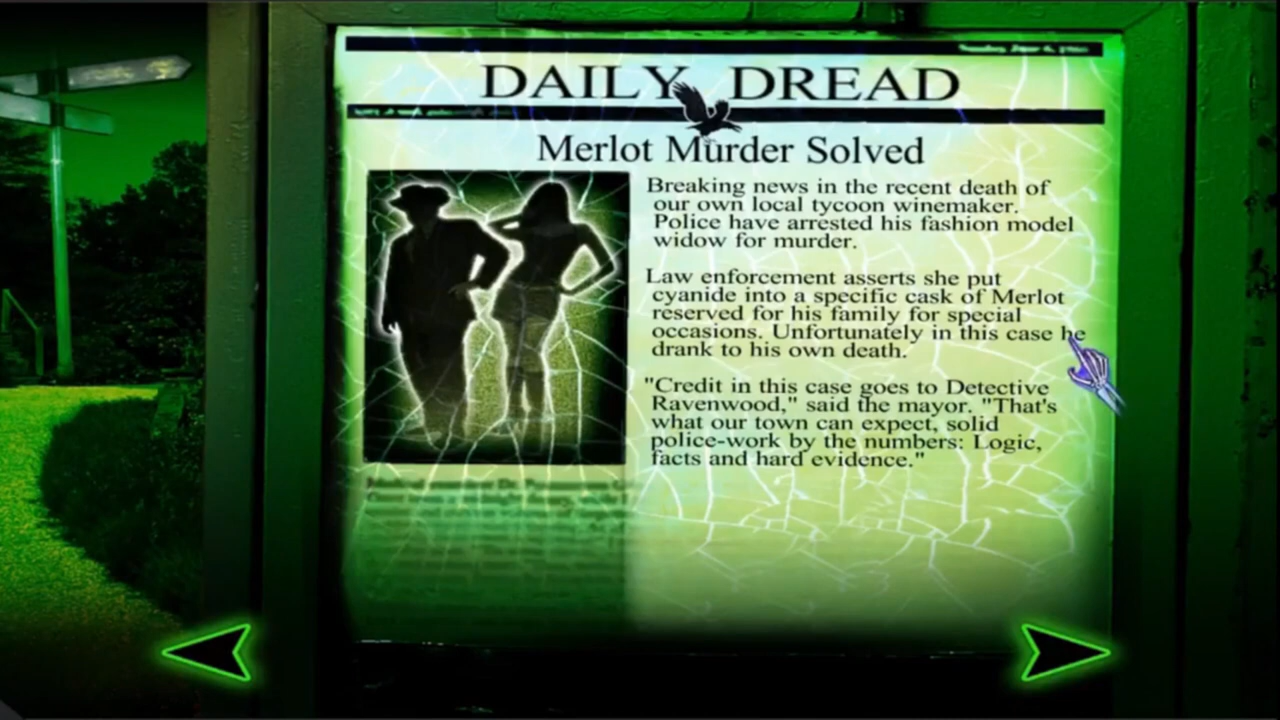 DAILY DREAD
Merlot Murder Solved
Breaking news in the recent death of
our own local tycoon winemaker.
Police have arrested his fashion model
widow for murder.
Law enforcement asserts she put
cyanide into a specific cask of Merlot
reserved for his family for special
occasions. Unfortunately in this case he
drank to his own death.
"Credit in this case goes to Detective
Ravenwood," said the mayor. "That's
what our town can expect, solid
police-work by the numbers: Logic,
facts and hard evidence."